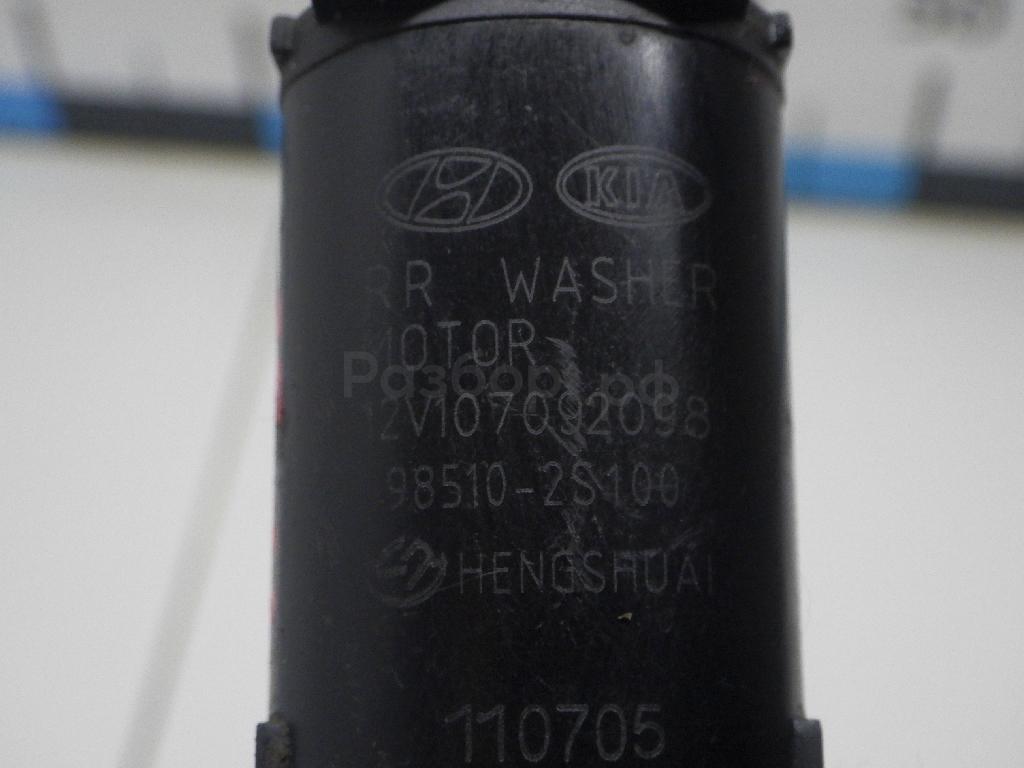 KIA
RR WASHER
MOTOR
Разбор.рф
12V107092098
98510-2S100
HENGSHUAI
110705